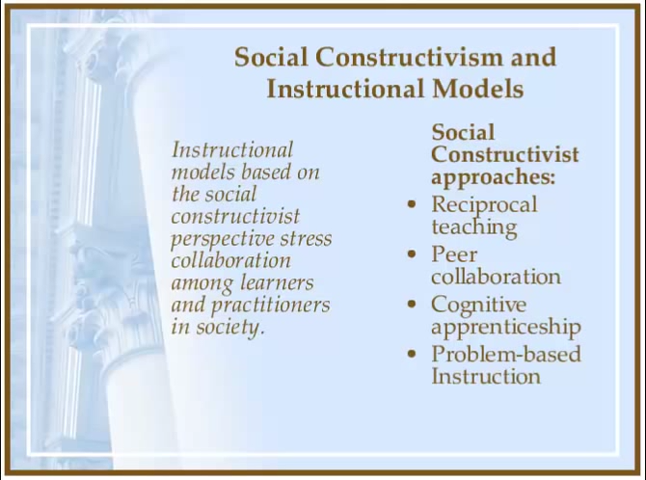 Social Constructivism and
Instructional Models
Instructional
models based on
the social
constructivist
perspective stress
collaboration
among learners
and practitioners
in society.
Social
Constructivist
approaches:
• Reciprocal
teaching
• Peer
collaboration
• Cognitive
apprenticeship
• Problem-based
Instruction